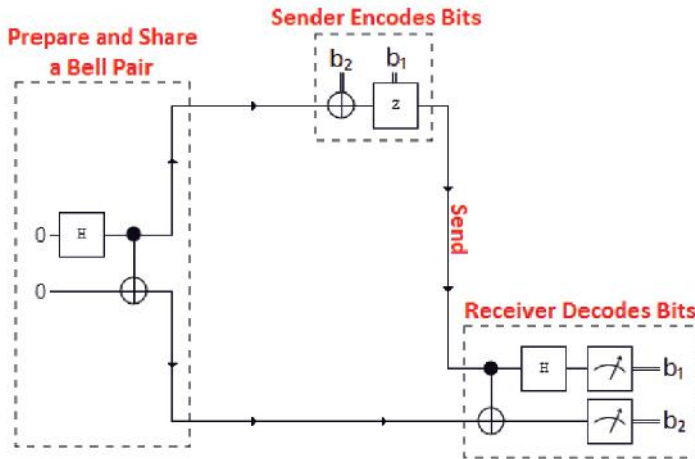 Prepare and Share
a Bell Pair
Sender Encodes Bits
b₂ b₁
Z
0 H
0
Send
Receiver Decodes Bits
H b₁
b₂